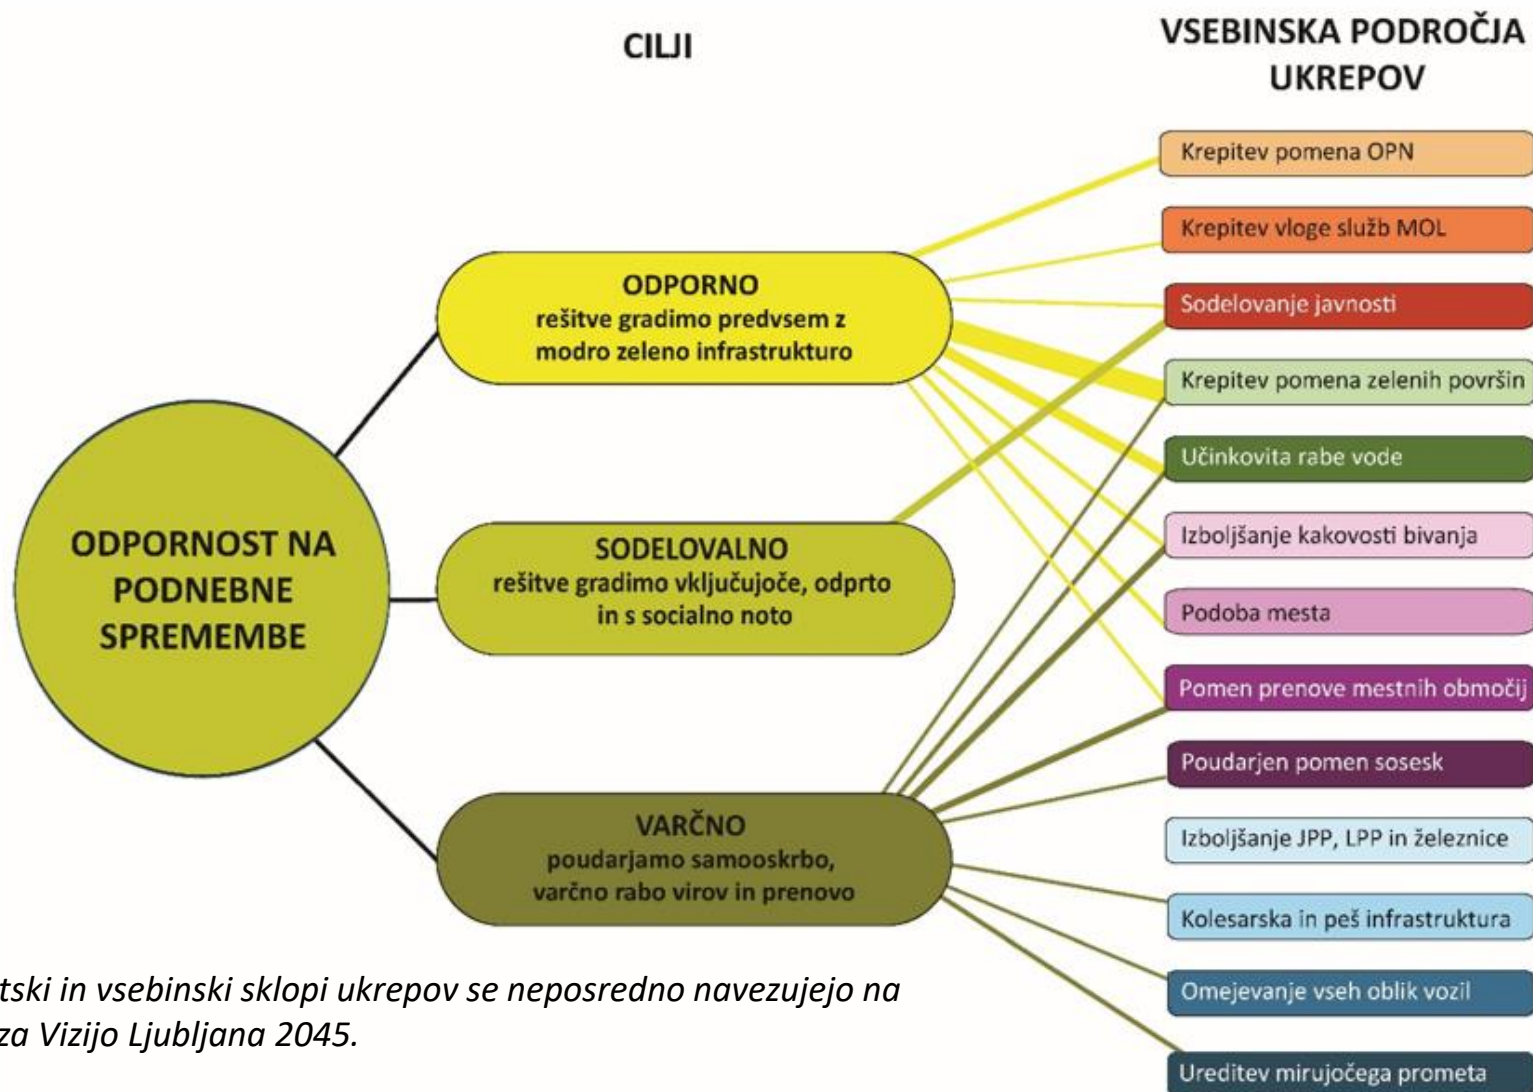 CILJI
VSEBINSKA PODROČJA
UKREPOV
ODPORNOST NA
PODNEBNE
SPREMEMBE
ODPORNO
rešitve gradimo predvsem z
modro zeleno infrastrukturo
SODELOVALNO
rešitve gradimo vključujoče, odprto
in s socialno noto
VARČNO
poudarjamo samooskrbo,
varčno rabo virov in prenovo
Krepitev pomena OPN
Krepitev vloge služb MOL
Sodelovanje javnosti
Krepitev pomena zelenih površin
Učinkovita rabe vode
Izboljšanje kakovosti bivanja
Podoba mesta
Pomen prenove mestnih območij
Poudarjen pomen sosesk
Izboljšanje JPP, LPP in železnice
Kolesarska in peš infrastruktura
Omejevanje vseh oblik vozil
Ureditev mirujočega prometa
tski in vsebinski sklopi ukrepov se neposredno navezujejo na
za Vizijo Ljubljana 2045.